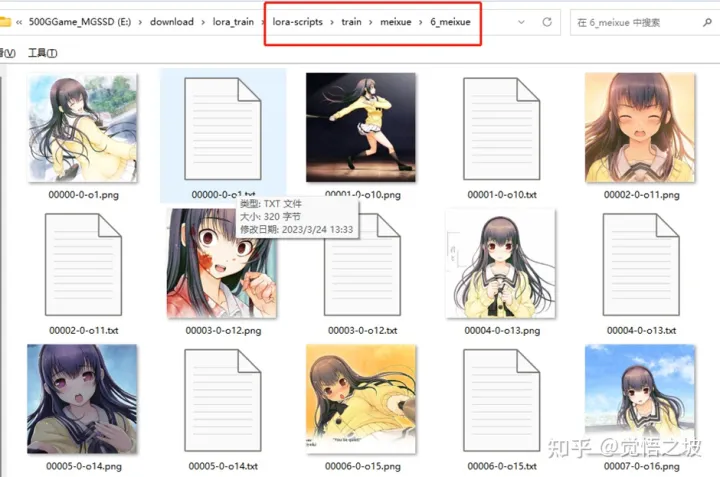 « 500GGame_MGSSD (E:) › download › lora_train › lora-scripts › train › meixue › 6_meixue
在 6_meixue 中搜索
看(V) 工具(T)
00000-0-o1.png
00000-0-o1.txt
00001-0-o10.png
00001-0-o10.txt
00002-0-o11.png
类型: TXT 文件
大小: 320 字节
修改日期: 2023/3/24 13:33
00002-0-o11.txt
00003-0-o12.png
00003-0-o12.txt
00004-0-o13.png
00004-0-o13.txt
"You be quiet!"
00005-0-o14.png
00005-0-o14.txt
00006-0-o15.png
00006-0-o15.txt
00007-0-o16.png
知乎 @觉悟之坡